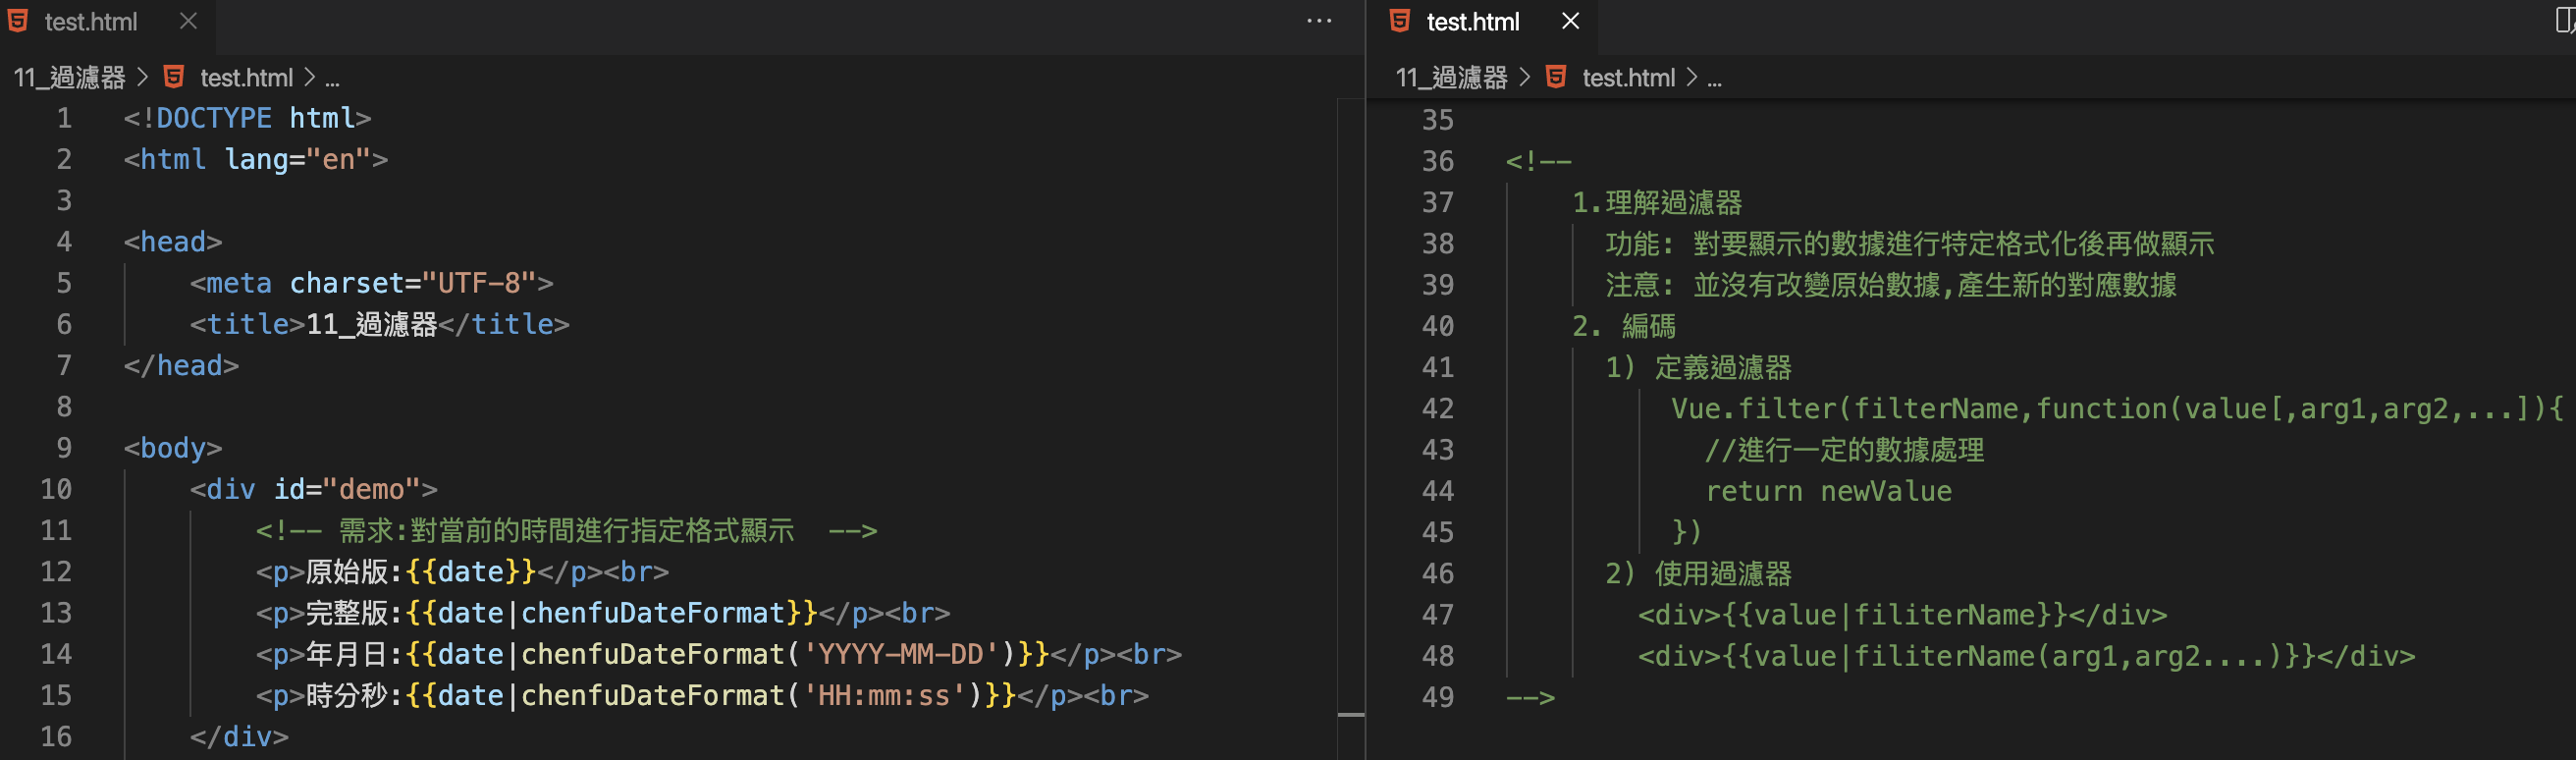 test.html
11_過濾器 > test.html > ...
1 <!DOCTYPE html>
2 <html lang="en">
3
4 <head>
5 <meta charset="UTF-8">
6 <title>11_過濾器</title>
7 </head>
8
9 <body>
10 <div id="demo">
11 <!-- 需求:對當前的時間進行指定格式顯示 -->
12 <p>原始版:{{date}}</p><br>
13 <p>完整版:{{date|chenfuDateFormat}}</p><br>
14 <p>年月日:{{date|chenfuDateFormat('YYYY-MM-DD')}}</p><br>
15 <p>時分秒:{{date|chenfuDateFormat('HH:mm:ss')}}</p><br>
16 </div>
test.html
11_過濾器 > test.html > ...
35
36 <!--
37 1.理解過濾器
38 功能: 對要顯示的數據進行特定格式化後再做顯示
39 注意: 並沒有改變原始數據,產生新的對應數據
40 2. 編碼
41 1) 定義過濾器
42 Vue.filter(filterName,function(value[,arg1,arg2,...]){
43 //進行一定的數據處理
44 return newValue
45 })
46 2) 使用過濾器
47 <div>{{value|filiterName}}</div>
48 <div>{{value|filiterName(arg1,arg2....)}}</div>
49 -->